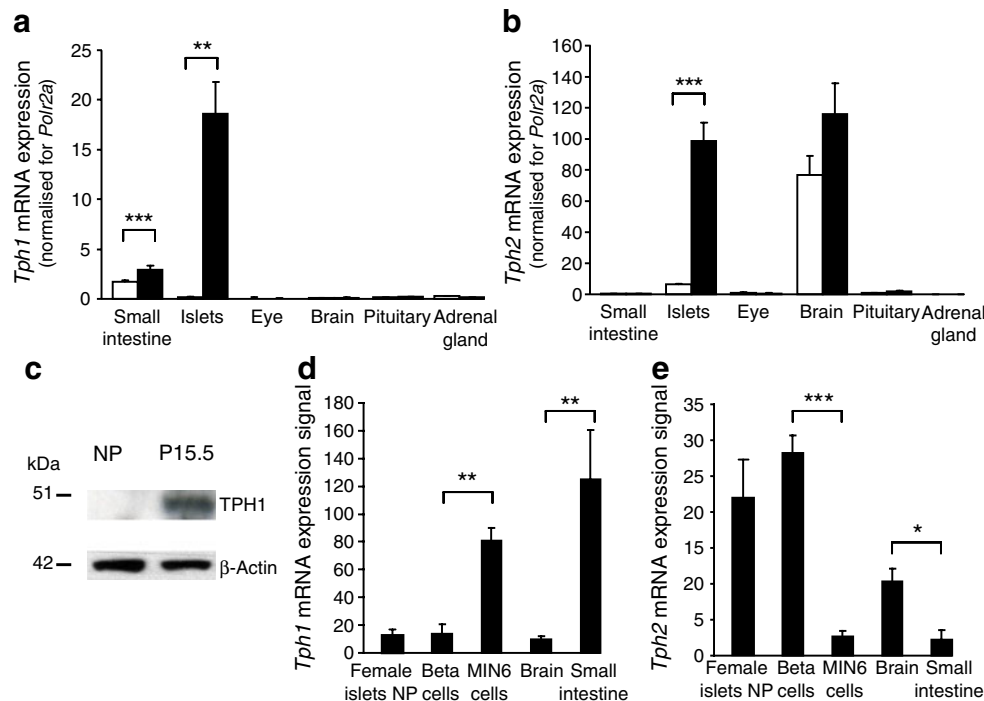 a
Tph1 mRNA expression
(normalised for Polr2a)
25
20
15
10
5
0
***
**
Small intestine
Islets
Eye
Brain
Pituitary
Adrenal gland
b
Tph2 mRNA expression
(normalised for Polr2a)
160
140
120
100
80
60
40
20
0
***
Small intestine
Islets
Eye
Brain
Pituitary
Adrenal gland
c
kDa
NP
P15.5
51
TPH1
42
β-Actin
d
Tph1 mRNA expression signal
180
160
140
120
100
80
60
40
20
0
**
**
Female islets NP
Beta cells
MIN6 cells
Brain
Small intestine
e
Tph2 mRNA expression signal
35
30
25
20
15
20
5
0
***
*
Female islets NP
Beta cells
MIN6 cells
Brain
Small intestine